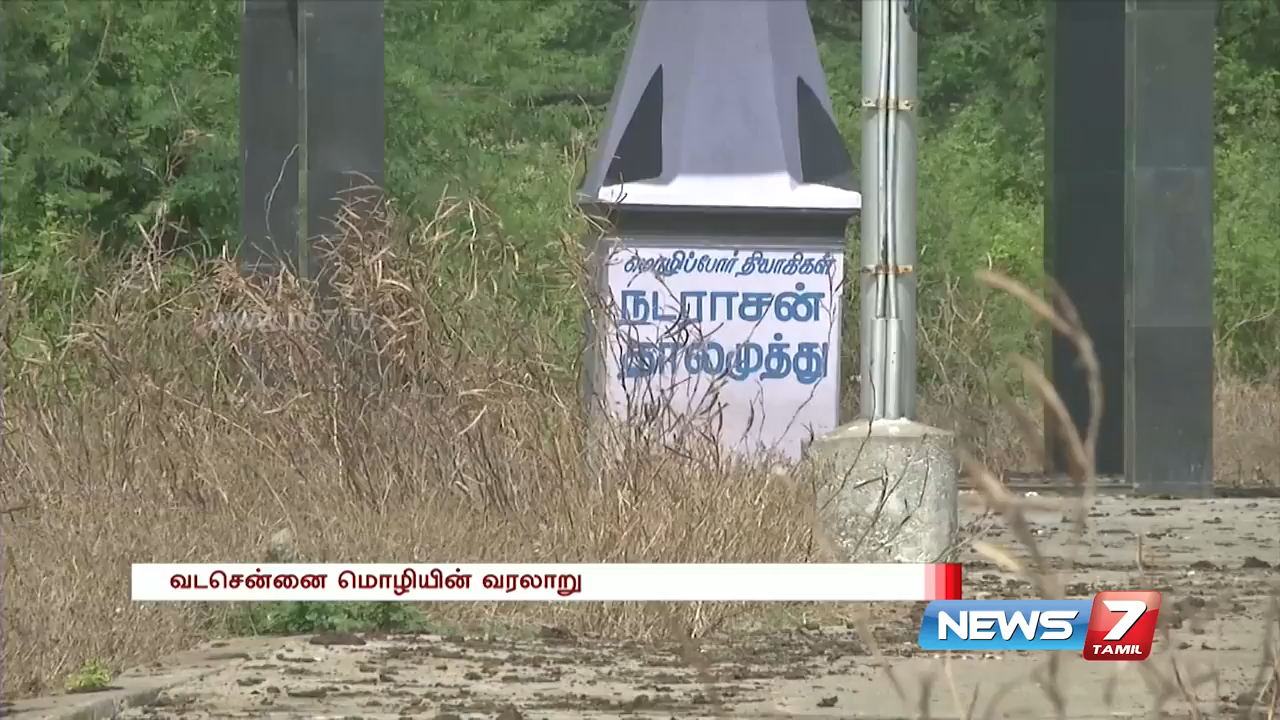 மொழிப்போர் தியாகிகள்
நடராசன்
தாலமுத்து
வடசென்னை மொழியின் வரலாறு
NEWS 7
TAMIL